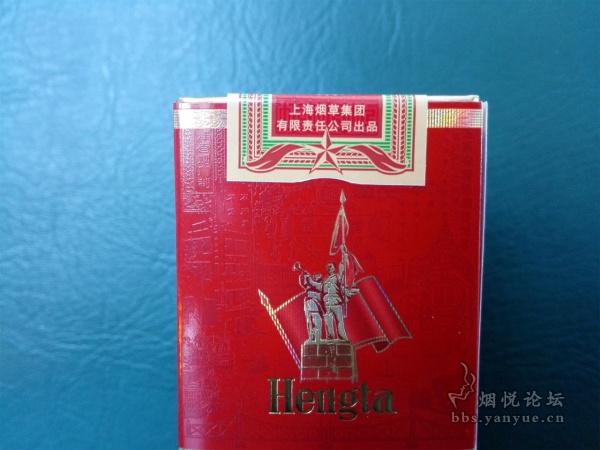 上海烟草集团
有限责任公司出品
Hengta
烟悦论坛
bbs.yanyue.cn